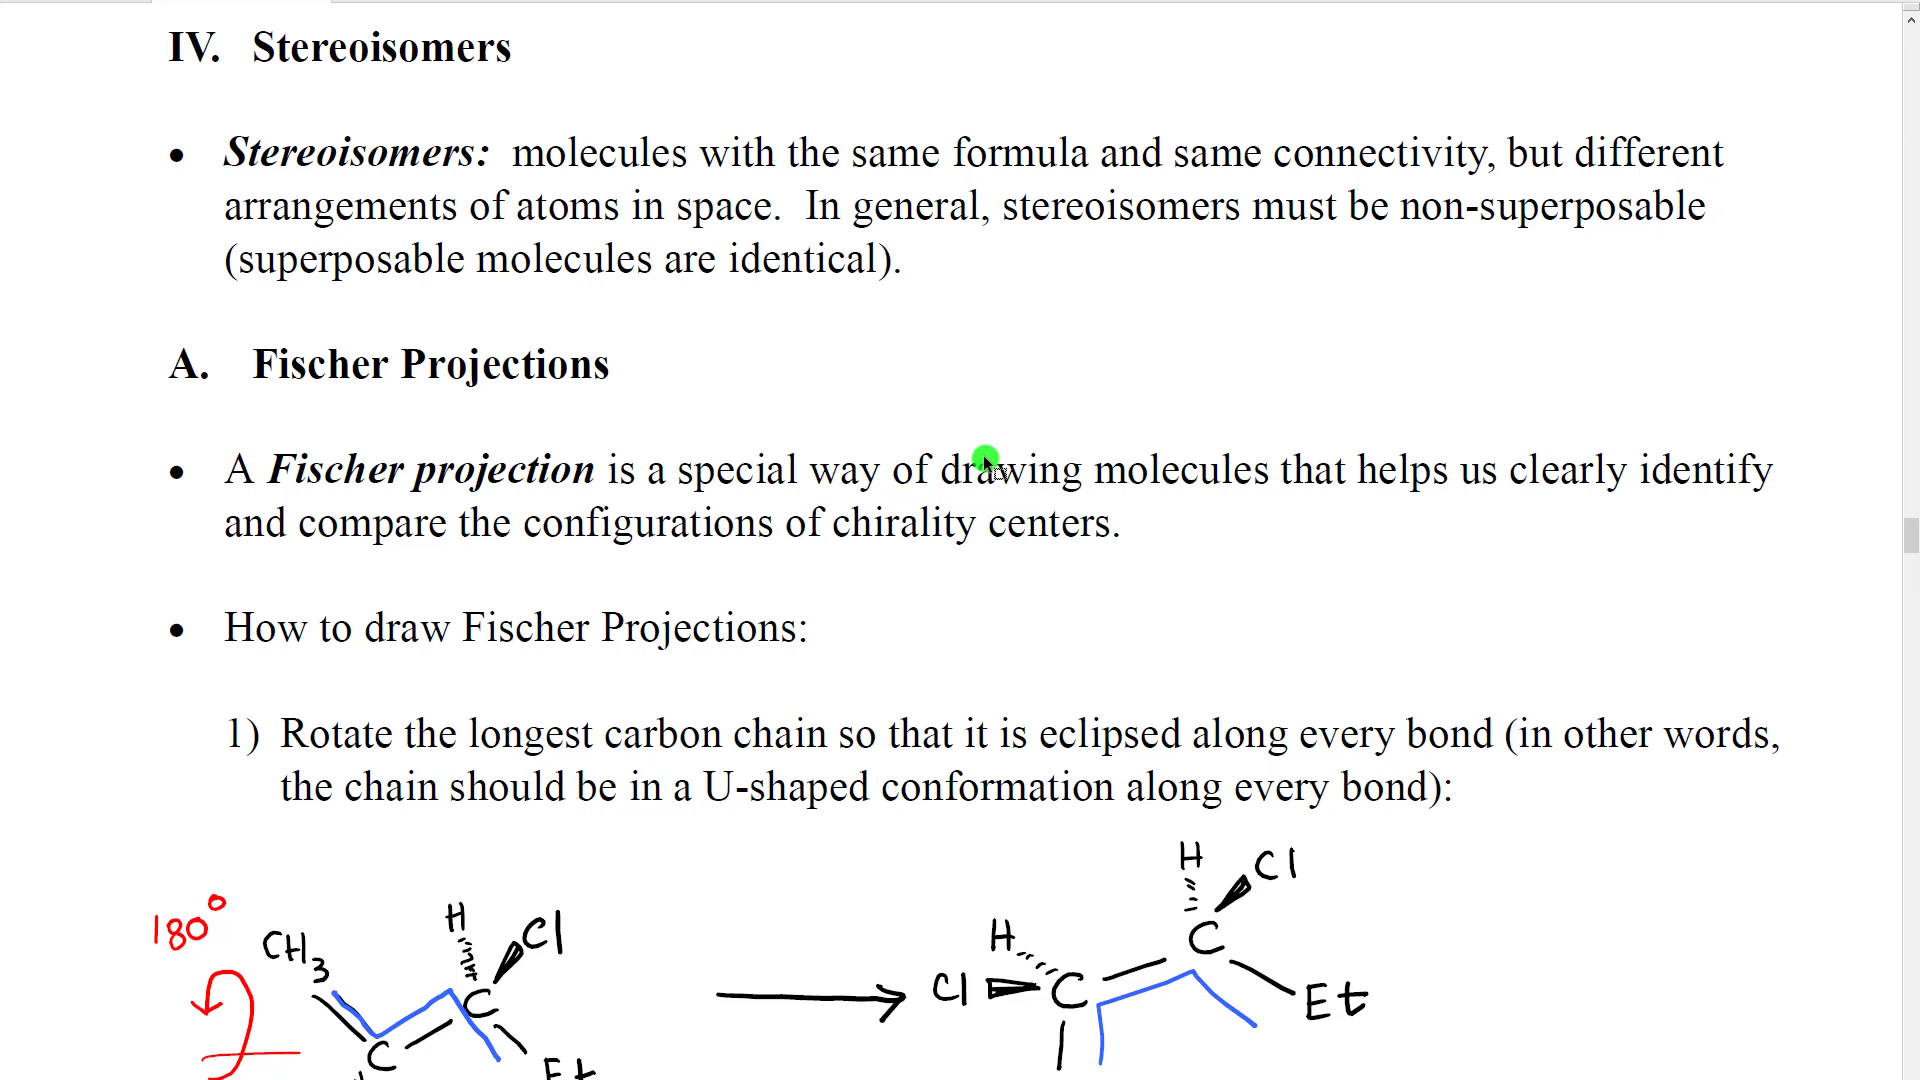 IV. Stereoisomers
• Stereoisomers: molecules with the same formula and same connectivity, but different
arrangements of atoms in space. In general, stereoisomers must be non-superposable
(superposable molecules are identical).
A. Fischer Projections
• A Fischer projection is a special way of drawing molecules that helps us clearly identify
and compare the configurations of chirality centers.
• How to draw Fischer Projections:
1) Rotate the longest carbon chain so that it is eclipsed along every bond (in other words,
the chain should be in a U-shaped conformation along every bond):
180°
CH3
H
Cl
C
C
Et
H
Cl
H
C
Cl
C
Et